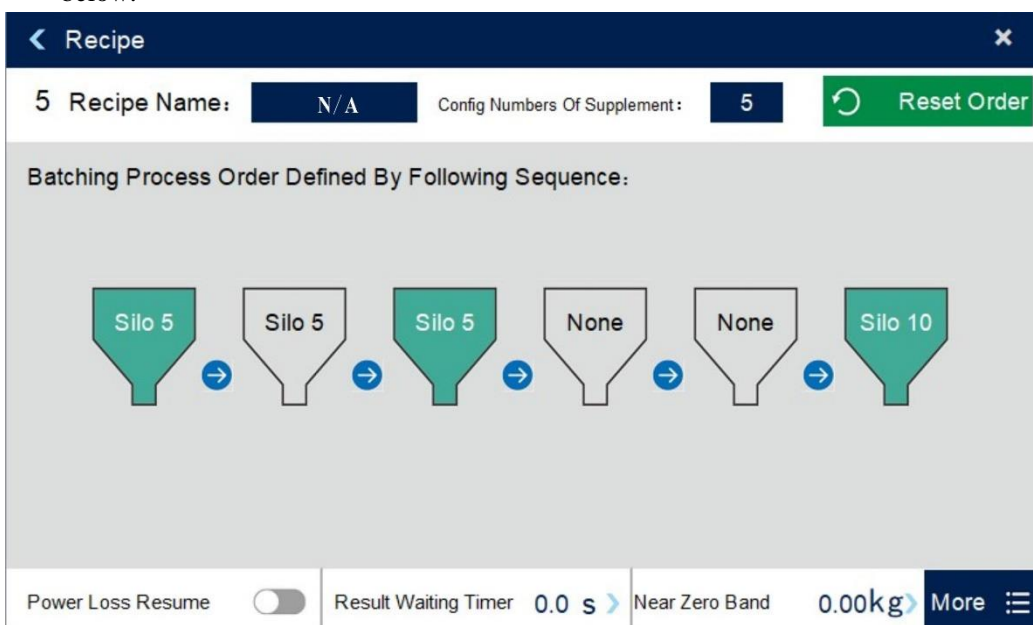 below.
Recipe
5 Recipe Name: N/A Config Numbers Of Supplement: 5 Reset Order
Batching Process Order Defined By Following Sequence:
Silo 5 Silo 5 Silo 5 None None Silo 10
Power Loss Resume Result Waiting Timer 0.0 s Near Zero Band 0.00kg More